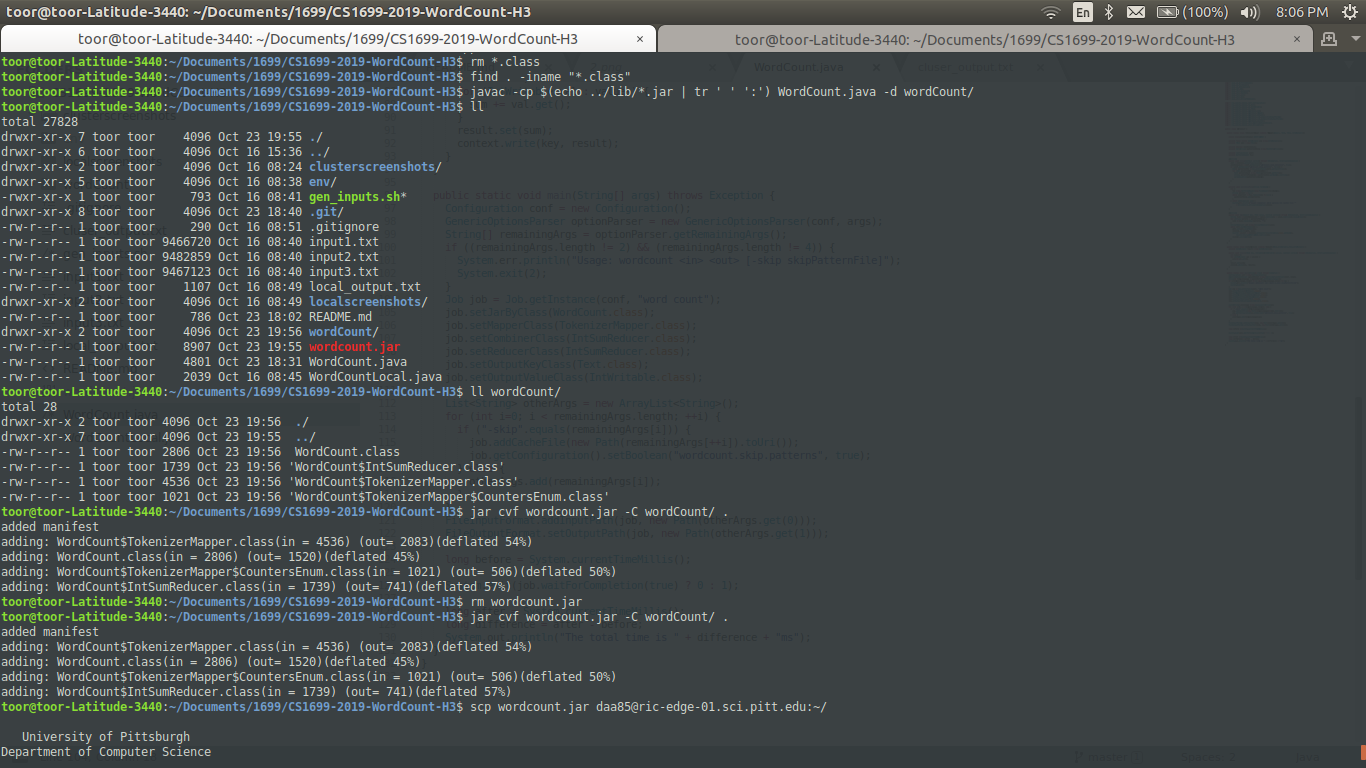 toor@toor-Latitude-3440: ~/Documents/1699/CS1699-2019-WordCount-H3
En (100%) 8:06 PM
toor@toor-Latitude-3440: ~/Documents/1699/CS1699-2019-WordCount-H3 × toor@toor-Latitude-3440: ~/Documents/1699/CS1699-2019-WordCount-H3 ×
toor@toor-Latitude-3440:~/Documents/1699/CS1699-2019-WordCount-H3$ rm *.class
toor@toor-Latitude-3440:~/Documents/1699/CS1699-2019-WordCount-H3$ find . -iname "*.class"
toor@toor-Latitude-3440:~/Documents/1699/CS1699-2019-WordCount-H3$ javac -cp $(echo ../lib/*.jar | tr ' ' ':') WordCount.java -d wordCount/
toor@toor-Latitude-3440:~/Documents/1699/CS1699-2019-WordCount-H3$ ll
total 27828
drwxr-xr-x 7 toor toor    4096 Oct 23 19:55 ./
drwxr-xr-x 6 toor toor    4096 Oct 16 15:36 ../
drwxr-xr-x 2 toor toor    4096 Oct 16 08:24 clusterscreenshots/
drwxr-xr-x 5 toor toor    4096 Oct 16 08:38 env/
-rwxr-xr-x 1 toor toor     793 Oct 16 08:41 gen_inputs.sh*
drwxr-xr-x 8 toor toor    4096 Oct 23 18:40 .git/
-rw-r--r-- 1 toor toor     290 Oct 16 08:51 .gitignore
-rw-r--r-- 1 toor toor 9466720 Oct 16 08:40 input1.txt
-rw-r--r-- 1 toor toor 9482859 Oct 16 08:40 input2.txt
-rw-r--r-- 1 toor toor 9467123 Oct 16 08:40 input3.txt
-rw-r--r-- 1 toor toor    1107 Oct 16 08:49 local_output.txt
drwxr-xr-x 2 toor toor    4096 Oct 16 08:49 localscreenshots/
-rw-r--r-- 1 toor toor     786 Oct 23 18:02 README.md
drwxr-xr-x 2 toor toor    4096 Oct 23 19:56 wordCount/
-rw-r--r-- 1 toor toor    8907 Oct 23 19:55 wordcount.jar
-rw-r--r-- 1 toor toor    4801 Oct 23 18:31 WordCount.java
-rw-r--r-- 1 toor toor    2039 Oct 16 08:45 WordCountLocal.java
toor@toor-Latitude-3440:~/Documents/1699/CS1699-2019-WordCount-H3$ ll wordCount/
total 28
drwxr-xr-x 2 toor toor 4096 Oct 23 19:56  ./
drwxr-xr-x 7 toor toor 4096 Oct 23 19:55  ../
-rw-r--r-- 1 toor toor 2806 Oct 23 19:56  WordCount.class
-rw-r--r-- 1 toor toor 1739 Oct 23 19:56 'WordCount$IntSumReducer.class'
-rw-r--r-- 1 toor toor 4536 Oct 23 19:56 'WordCount$TokenizerMapper.class'
-rw-r--r-- 1 toor toor 1021 Oct 23 19:56 'WordCount$TokenizerMapper$CountersEnum.class'
toor@toor-Latitude-3440:~/Documents/1699/CS1699-2019-WordCount-H3$ jar cvf wordcount.jar -C wordCount/ .
added manifest
adding: WordCount$TokenizerMapper.class(in = 4536) (out= 2083)(deflated 54%)
adding: WordCount.class(in = 2806) (out= 1520)(deflated 45%)
adding: WordCount$TokenizerMapper$CountersEnum.class(in = 1021) (out= 506)(deflated 50%)
adding: WordCount$IntSumReducer.class(in = 1739) (out= 741)(deflated 57%)
toor@toor-Latitude-3440:~/Documents/1699/CS1699-2019-WordCount-H3$ rm wordcount.jar
toor@toor-Latitude-3440:~/Documents/1699/CS1699-2019-WordCount-H3$ jar cvf wordcount.jar -C wordCount/ .
added manifest
adding: WordCount$TokenizerMapper.class(in = 4536) (out= 2083)(deflated 54%)
adding: WordCount.class(in = 2806) (out= 1520)(deflated 45%)
adding: WordCount$TokenizerMapper$CountersEnum.class(in = 1021) (out= 506)(deflated 50%)
adding: WordCount$IntSumReducer.class(in = 1739) (out= 741)(deflated 57%)
toor@toor-Latitude-3440:~/Documents/1699/CS1699-2019-WordCount-H3$ scp wordcount.jar daa85@ric-edge-01.sci.pitt.edu:~/
University of Pittsburgh
Department of Computer Science